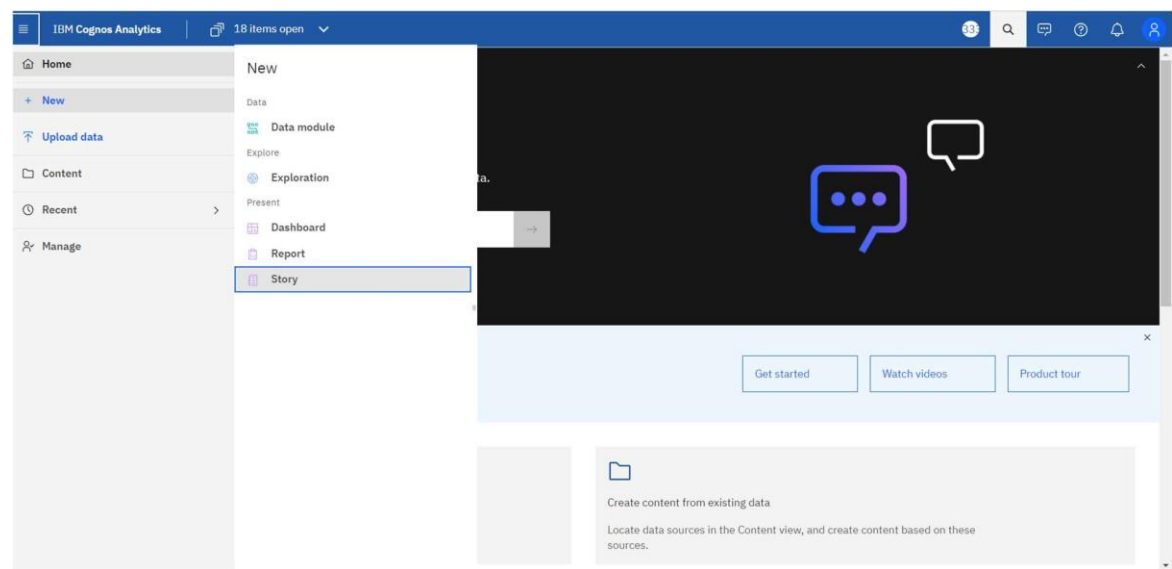 IBM Cognos Analytics
18 items open
Home
New
Upload data
Content
Recent
Manage
New
Data
Data module
Explore
Exploration
Present
Dashboard
Report
Story
ta.
Get started
Watch videos
Product tour
Create content from existing data
Locate data sources in the Content view, and create content based on these
sources.